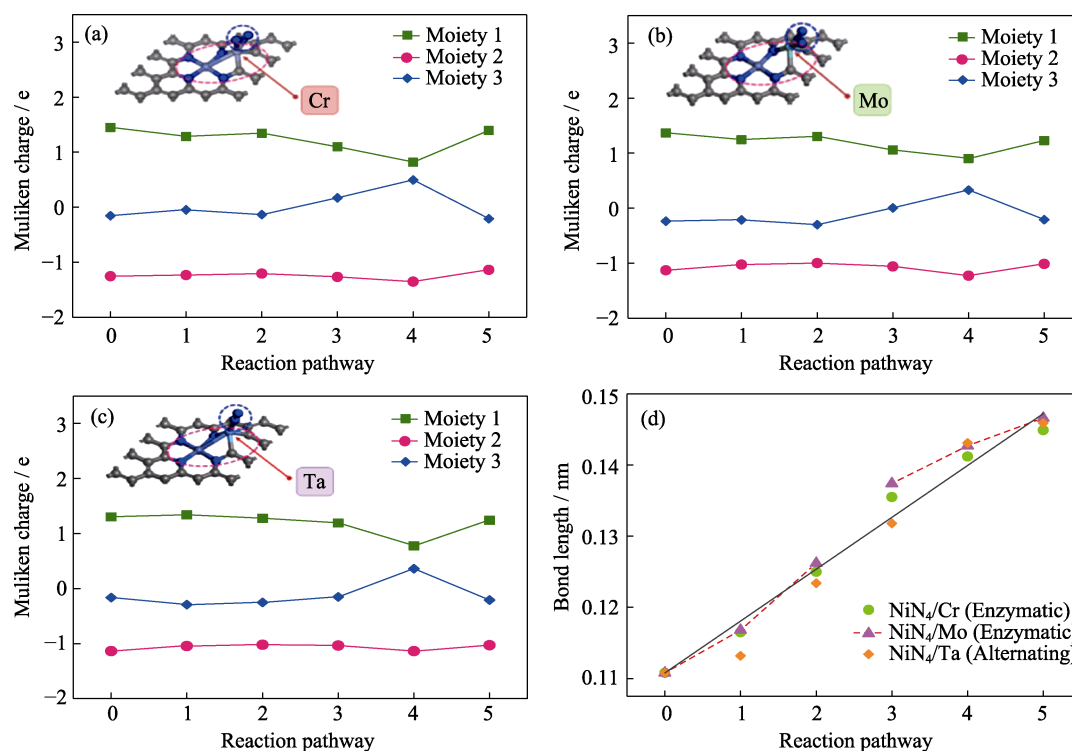 (a)
Moiety 1
Moiety 2
Moiety 3
Cr
3
2
1
0
−1
−2
Muliken charge / e
0 1 2 3 4 5
Reaction pathway
(b)
Moiety 1
Moiety 2
Moiety 3
Mo
3
2
1
0
−1
−2
Muliken charge / e
0 1 2 3 4 5
Reaction pathway
(c)
Moiety 1
Moiety 2
Moiety 3
Ta
3
2
1
0
−1
−2
Muliken charge / e
0 1 2 3 4 5
Reaction pathway
(d)
0.15
0.14
0.13
0.12
0.11
Bond length / nm
NiN₄/Cr (Enzymatic)
NiN₄/Mo (Enzymatic
NiN₄/Ta (Alternating)
0 1 2 3 4 5
Reaction pathway